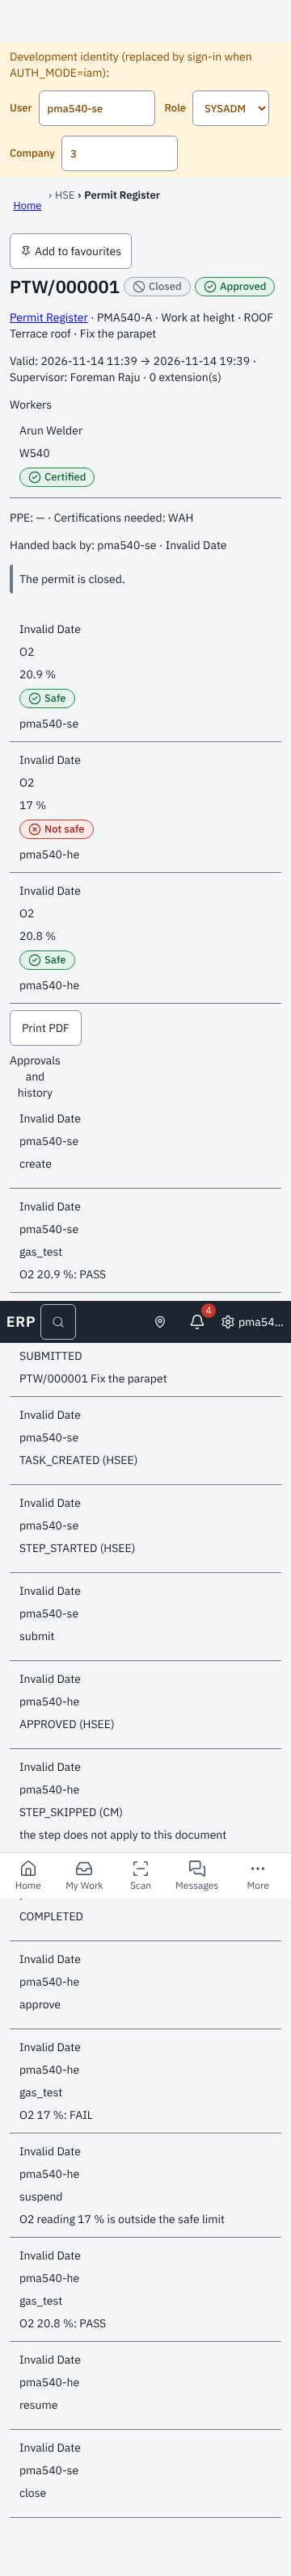 Development identity (replaced by sign-in when
AUTH_MODE=iam):
User pma540-se Role SYSADM
Company 3
Home › HSE › Permit Register
Add to favourites
PTW/000001 Closed Approved
Permit Register · PMA540-A · Work at height · ROOF
Terrace roof · Fix the parapet
Valid: 2026-11-14 11:39 → 2026-11-14 19:39 ·
Supervisor: Foreman Raju · 0 extension(s)
Workers
Arun Welder
W540
Certified
PPE: — · Certifications needed: WAH
Handed back by: pma540-se · Invalid Date
The permit is closed.
Invalid Date
O2
20.9 %
Safe
pma540-se
Invalid Date
O2
17 %
Not safe
pma540-he
Invalid Date
O2
20.8 %
Safe
pma540-he
Print PDF
Approvals
and
history
Invalid Date
pma540-se
create
Invalid Date
pma540-se
gas_test
O2 20.9 %: PASS
ERP 4 pma54...
SUBMITTED
PTW/000001 Fix the parapet
Invalid Date
pma540-se
TASK_CREATED (HSEE)
Invalid Date
pma540-se
STEP_STARTED (HSEE)
Invalid Date
pma540-se
submit
Invalid Date
pma540-he
APPROVED (HSEE)
Invalid Date
pma540-he
STEP_SKIPPED (CM)
the step does not apply to this document
Home My Work Scan Messages More
COMPLETED
Invalid Date
pma540-he
approve
Invalid Date
pma540-he
gas_test
O2 17 %: FAIL
Invalid Date
pma540-he
suspend
O2 reading 17 % is outside the safe limit
Invalid Date
pma540-he
gas_test
O2 20.8 %: PASS
Invalid Date
pma540-he
resume
Invalid Date
pma540-se
close